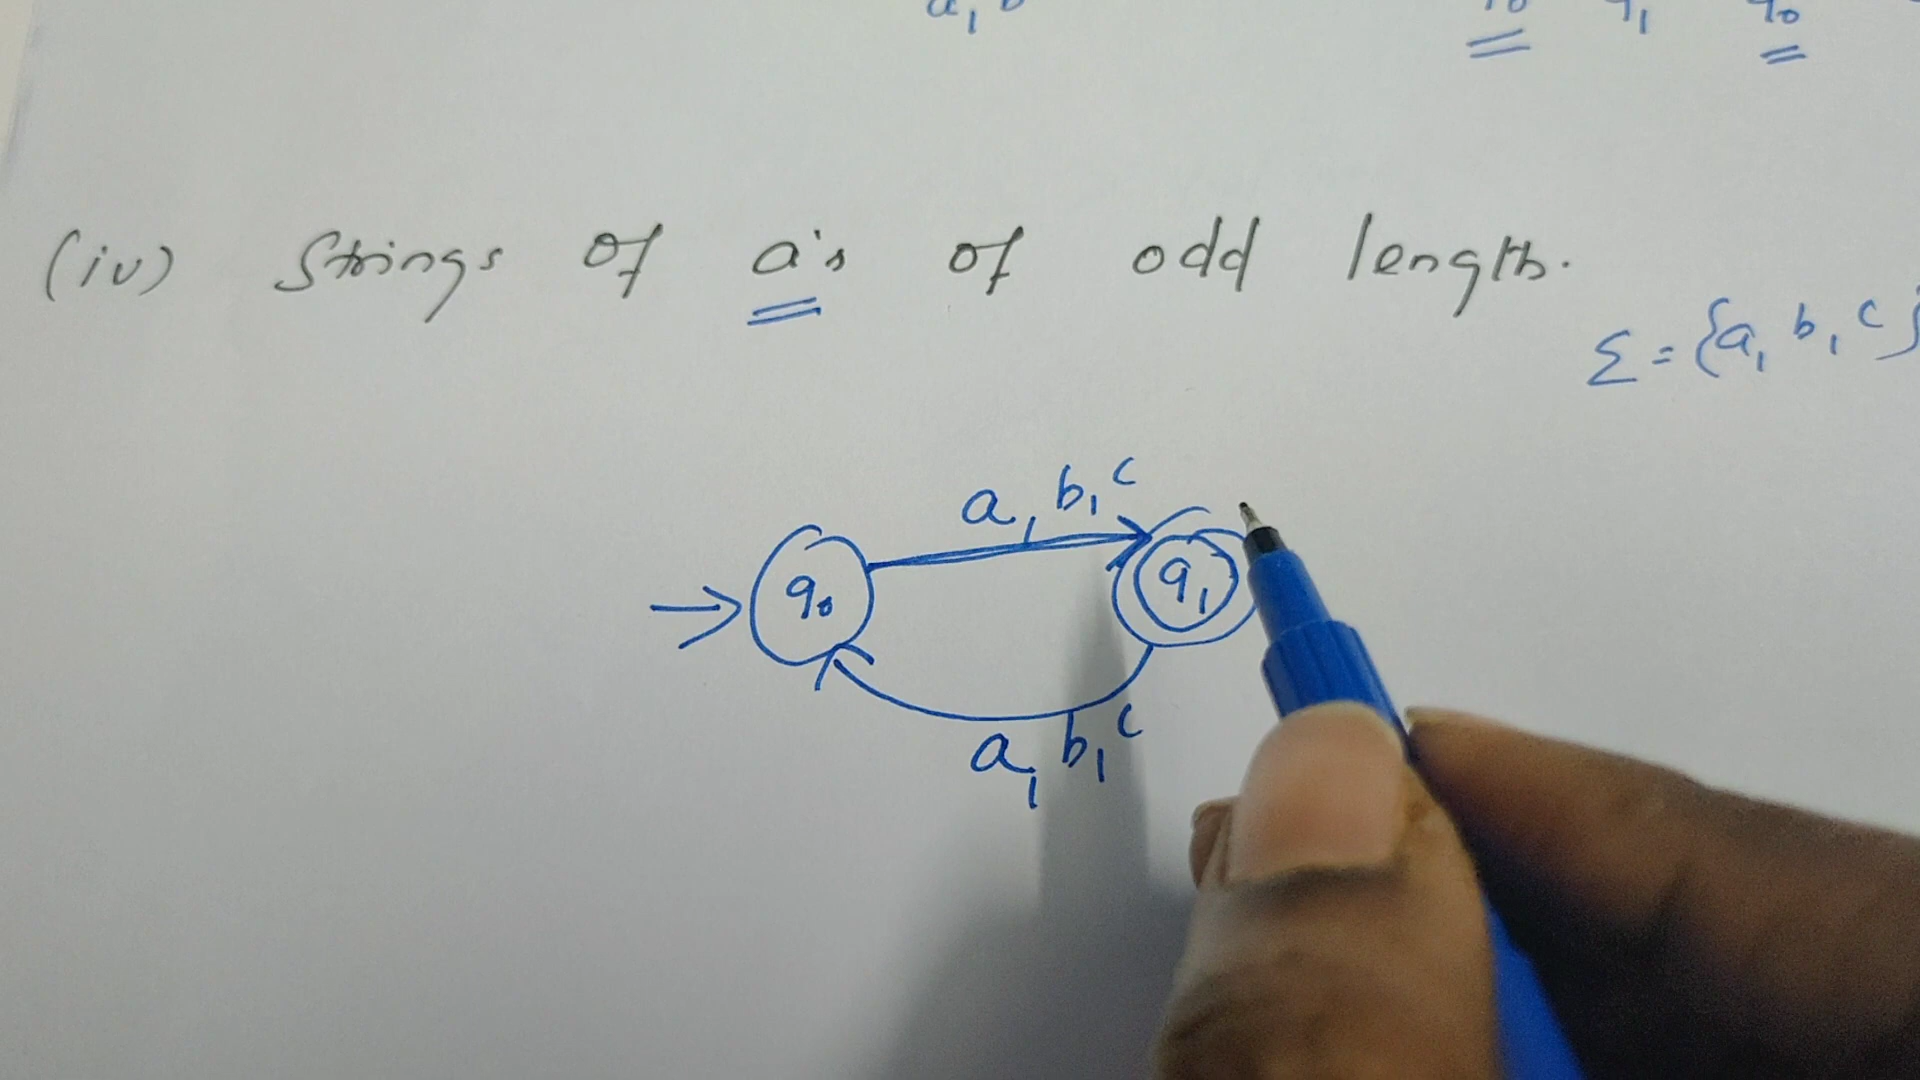 (iv) Strings of a's of odd length.
Σ = {a, b, c}
a, b, c
q₀ q₁
a, b, c